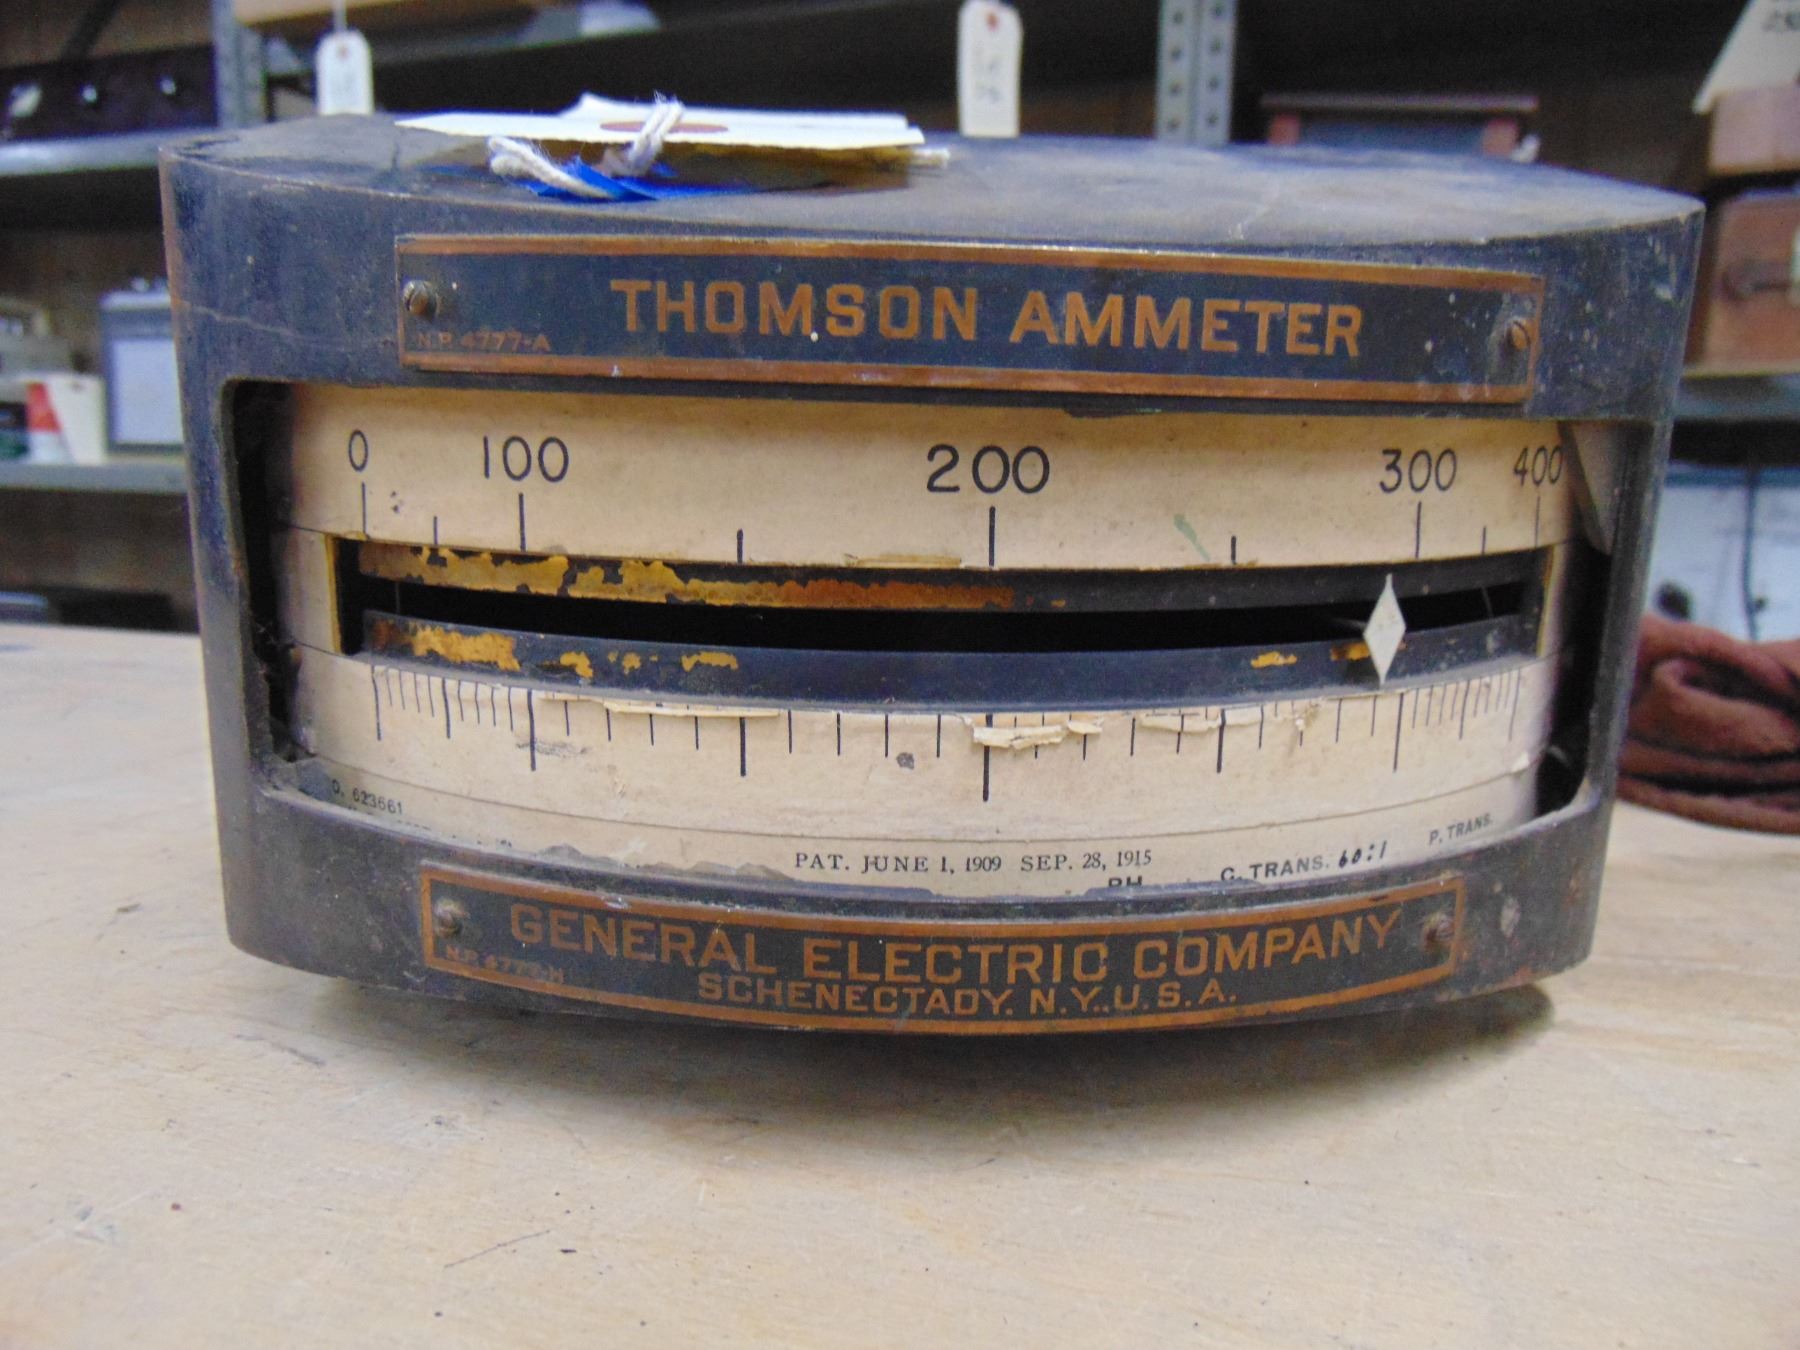 THOMSON AMMETER
N.P. 4777-A
0 100 200 300 400
O. 623661
PAT. JUNE 1, 1909 SEP. 28, 1915
C. TRANS. 60:1
P. TRANS.
GENERAL ELECTRIC COMPANY
SCHENECTADY. N.Y., U.S.A.